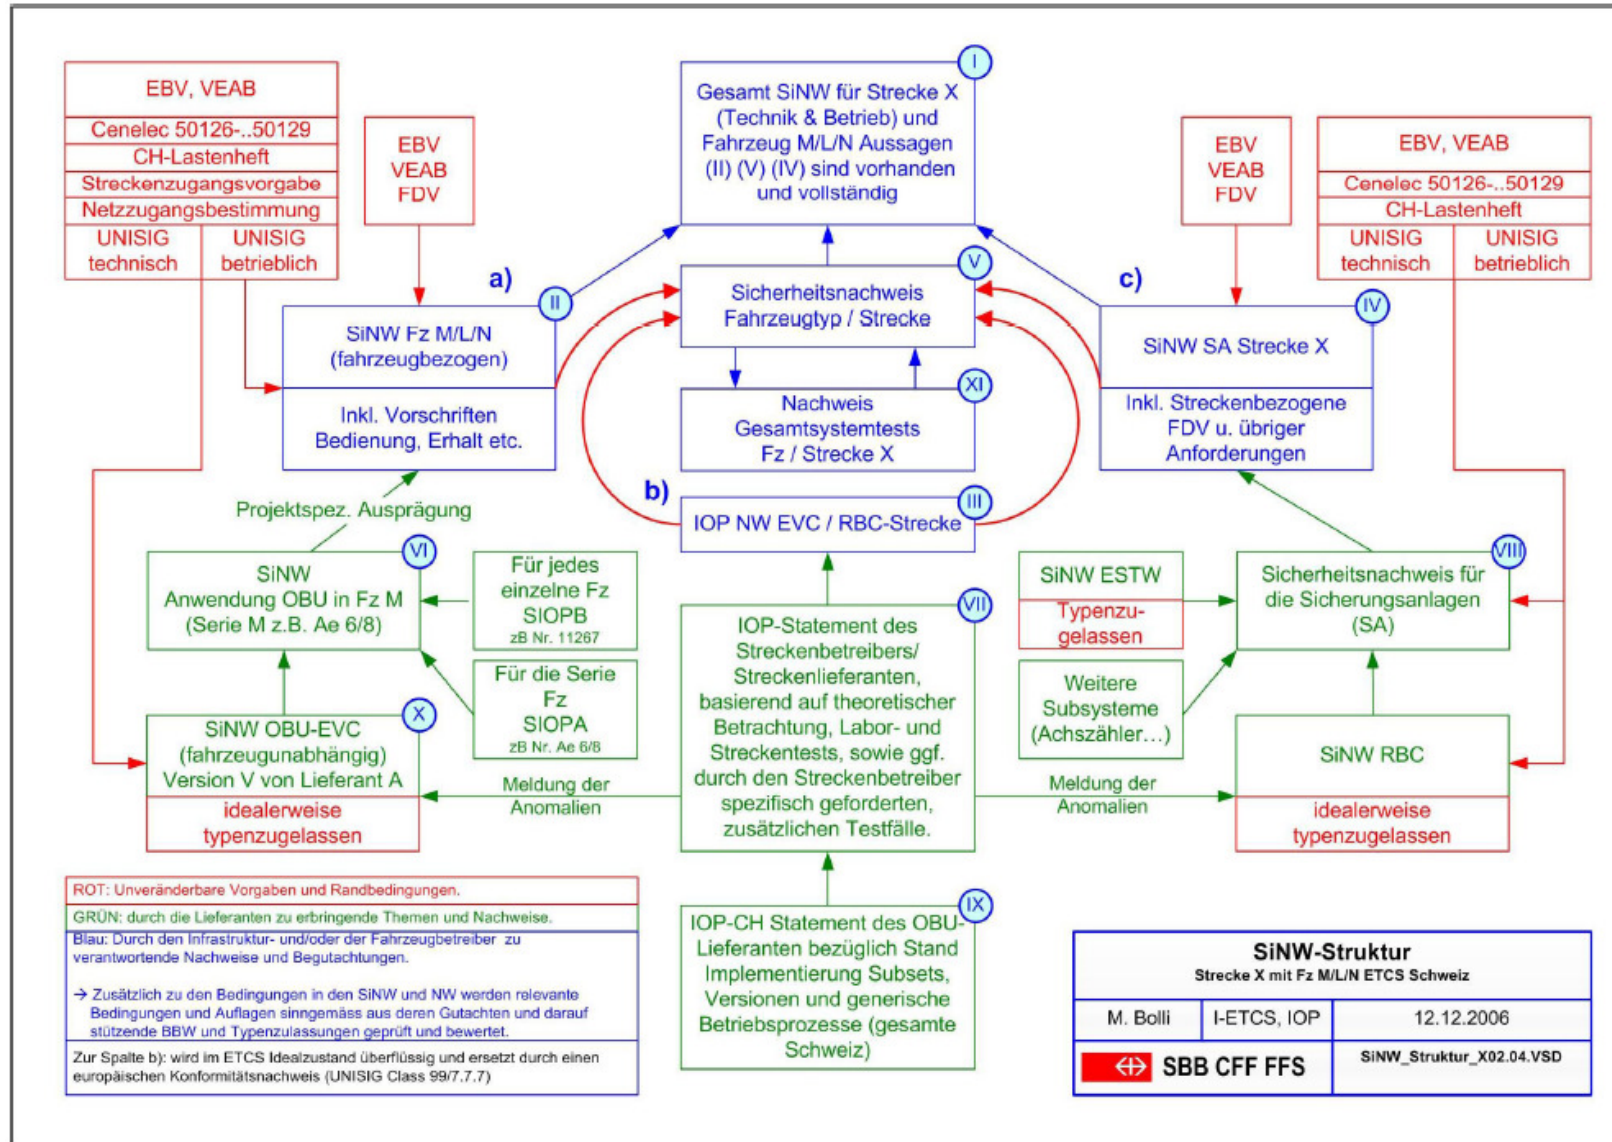 EBV, VEAB
Cenelec 50126-..50129
CH-Lastenheft
Streckenzugangsvorgabe
Netzzugangsbestimmung
UNISIG
technisch
UNISIG
betrieblich
EBV
VEAB
FDV
I
Gesamt SiNW für Strecke X
(Technik & Betrieb) und
Fahrzeug M/L/N Aussagen
(II) (V) (IV) sind vorhanden
und vollständig
EBV
VEAB
FDV
EBV, VEAB
Cenelec 50126-..50129
CH-Lastenheft
UNISIG
technisch
UNISIG
betrieblich
a)
II
SiNW Fz M/L/N
(fahrzeugbezogen)
Inkl. Vorschriften
Bedienung, Erhalt etc.
V
Sicherheitsnachweis
Fahrzeugtyp / Strecke
XI
Nachweis
Gesamtsystemtests
Fz / Strecke X
c)
IV
SiNW SA Strecke X
Inkl. Streckenbezogene
FDV u. übriger
Anforderungen
b)
III
IOP NW EVC / RBC-Strecke
Projektspez. Ausprägung
VI
SiNW
Anwendung OBU in Fz M
(Serie M z.B. Ae 6/8)
Für jedes
einzelne Fz
SIOPB
zB Nr. 11267
Für die Serie
Fz
SIOPA
zB Nr. Ae 6/8
X
SiNW OBU-EVC
(fahrzeugunabhängig)
Version V von Lieferant A
idealerweise
typenzugelassen
Meldung der
Anomalien
VII
IOP-Statement des
Streckenbetreibers/
Streckenlieferanten,
basierend auf theoretischer
Betrachtung, Labor- und
Streckentests, sowie ggf.
durch den Streckenbetreiber
spezifisch geforderten,
zusätzlichen Testfälle.
Meldung der
Anomalien
SiNW ESTW
Typenzu-
gelassen
Weitere
Subsysteme
(Achszähler...)
VIII
Sicherheitsnachweis für
die Sicherungsanlagen
(SA)
SiNW RBC
idealerweise
typenzugelassen
IX
IOP-CH Statement des OBU-
Lieferanten bezüglich Stand
Implementierung Subsets,
Versionen und generische
Betriebsprozesse (gesamte
Schweiz)
ROT: Unveränderbare Vorgaben und Randbedingungen.
GRÜN: durch die Lieferanten zu erbringende Themen und Nachweise.
Blau: Durch den Infrastruktur- und/oder der Fahrzeugbetreiber zu
verantwortende Nachweise und Begutachtungen.
→ Zusätzlich zu den Bedingungen in den SiNW und NW werden relevante
Bedingungen und Auflagen sinngemäss aus deren Gutachten und darauf
stützende BBW und Typenzulassungen geprüft und bewertet.
Zur Spalte b): wird im ETCS Idealzustand überflüssig und ersetzt durch einen
europäischen Konformitätsnachweis (UNISIG Class 99/7.7.7)
SiNW-Struktur
Strecke X mit Fz M/L/N ETCS Schweiz
M. Bolli
I-ETCS, IOP
12.12.2006
SBB CFF FFS
SiNW_Struktur_X02.04.VSD